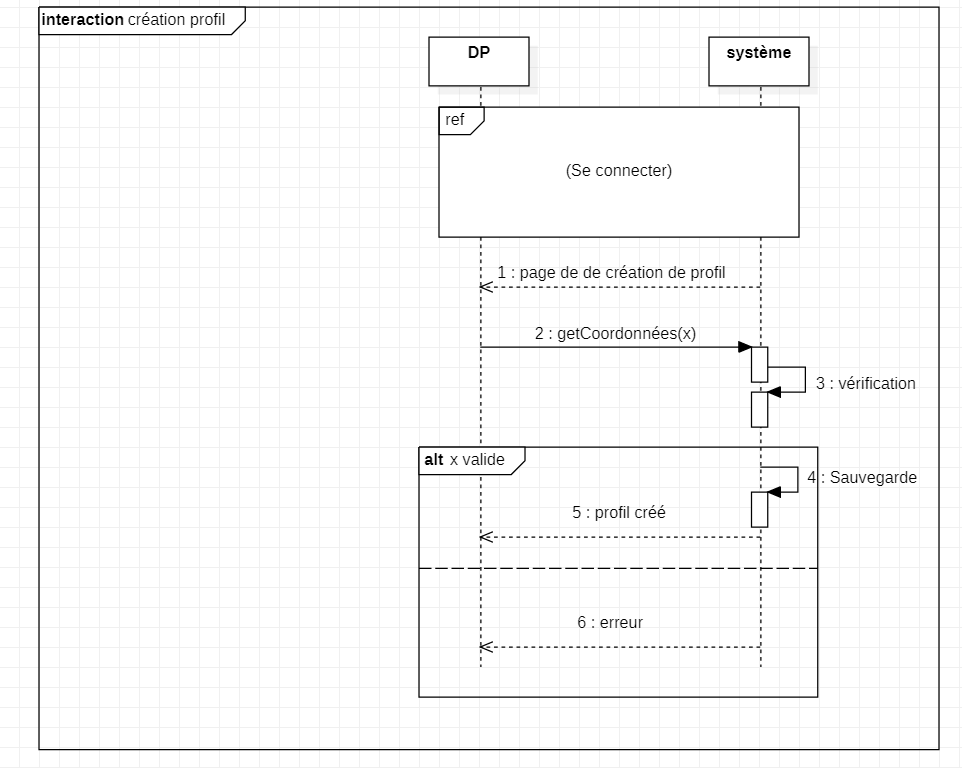 interaction création profil
DP
système
ref
(Se connecter)
1 : page de de création de profil
2 : getCoordonnées(x)
3 : vérification
alt x valide
4 : Sauvegarde
5 : profil créé
6 : erreur